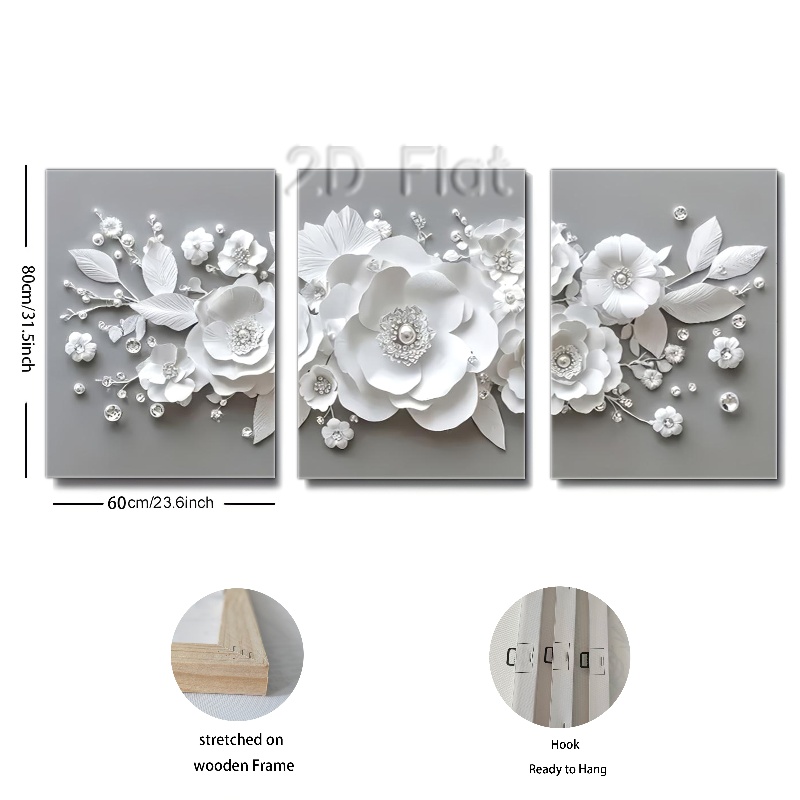 2D Flat
80cm/31.5inch
60cm/23.6inch
stretched on
wooden Frame
Hook
Ready to Hang